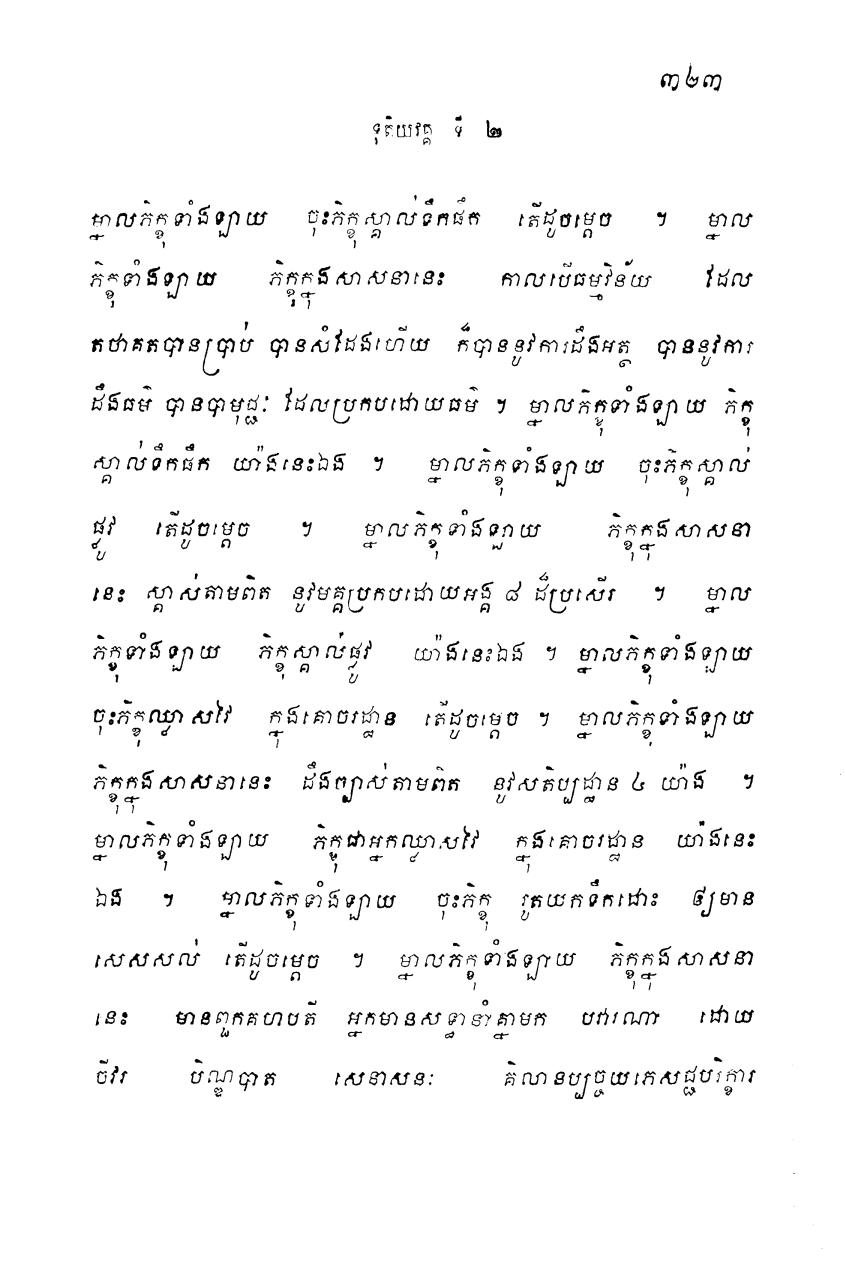 ៣២៣
ទុតិយវគ្គ ទី ២
ម្នាលភិក្ខុទាំងឡាយ ចុះភិក្ខុស្គាល់ទឹកផឹក តើដូចម្តេច ។ ម្នាល
ភិក្ខុទាំងឡាយ ភិក្ខុក្នុងសាសនានេះ កាលបើធម្មវិន័យ ដែល
តថាគតបានប្រាប់ បានសំដែងហើយ ក៏បាននូវការដឹងអត្ថ បាននូវការ
ដឹងធម៌ បានបាមុជ្ជៈ ដែលប្រកបដោយធម៌ ។ ម្នាលភិក្ខុទាំងឡាយ ភិក្ខុ
ស្គាល់ទឹកផឹក យ៉ាងនេះឯង ។ ម្នាលភិក្ខុទាំងឡាយ ចុះភិក្ខុស្គាល់
ផ្លូវ តើដូចម្តេច ។ ម្នាលភិក្ខុទាំងឡាយ ភិក្ខុក្នុងសាសនា
នេះ ស្គាស់តាមពិត នូវមគ្គប្រកបដោយអង្គ ៨ ដ៏ប្រសើរ ។ ម្នាល
ភិក្ខុទាំងឡាយ ភិក្ខុស្គាល់ផ្លូវ យ៉ាងនេះឯង ។ ម្នាលភិក្ខុទាំងឡាយ
ចុះភិក្ខុឈ្លាសវៃ ក្នុងគោចរដ្ឋាន តើដូចម្តេច ។ ម្នាលភិក្ខុទាំងឡាយ
ភិក្ខុក្នុងសាសនានេះ ដឹងច្បាស់តាមពិត នូវសតិប្បដ្ឋាន ៤ យ៉ាង ។
ម្នាលភិក្ខុទាំងឡាយ ភិក្ខុជាអ្នកឈ្លាសវៃ ក្នុងគោចរដ្ឋាន យ៉ាងនេះ
ឯង ។ ម្នាលភិក្ខុទាំងឡាយ ចុះភិក្ខុ រូតយកទឹកដោះ ឲ្យមាន
សេសសល់ តើដូចម្តេច ។ ម្នាលភិក្ខុទាំងឡាយ ភិក្ខុក្នុងសាសនា
នេះ មានពួកគហបតី អ្នកមានសទ្ធានាំគ្នាមក បវារណា ដោយ
ចីវរ បិណ្ឌបាត សេនាសនៈ គិលានប្បច្ចយភេសជ្ជបរិក្ខារ